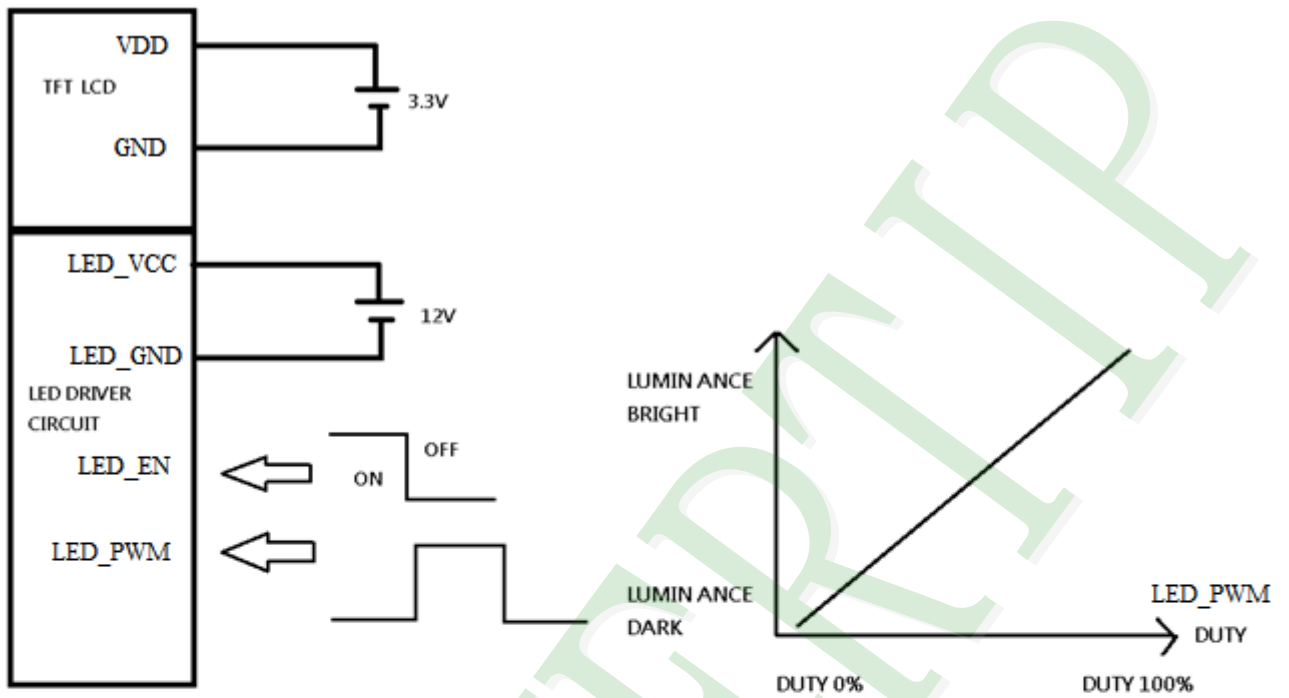 VDD
TFT LCD
3.3V
GND
LED_VCC
12V
LED_GND
LED DRIVER
CIRCUIT
LED_EN
ON
OFF
LED_PWM
LUMIN ANCE
BRIGHT
LUMIN ANCE
DARK
LED_PWM
DUTY
DUTY 0%
DUTY 100%
ERTIP